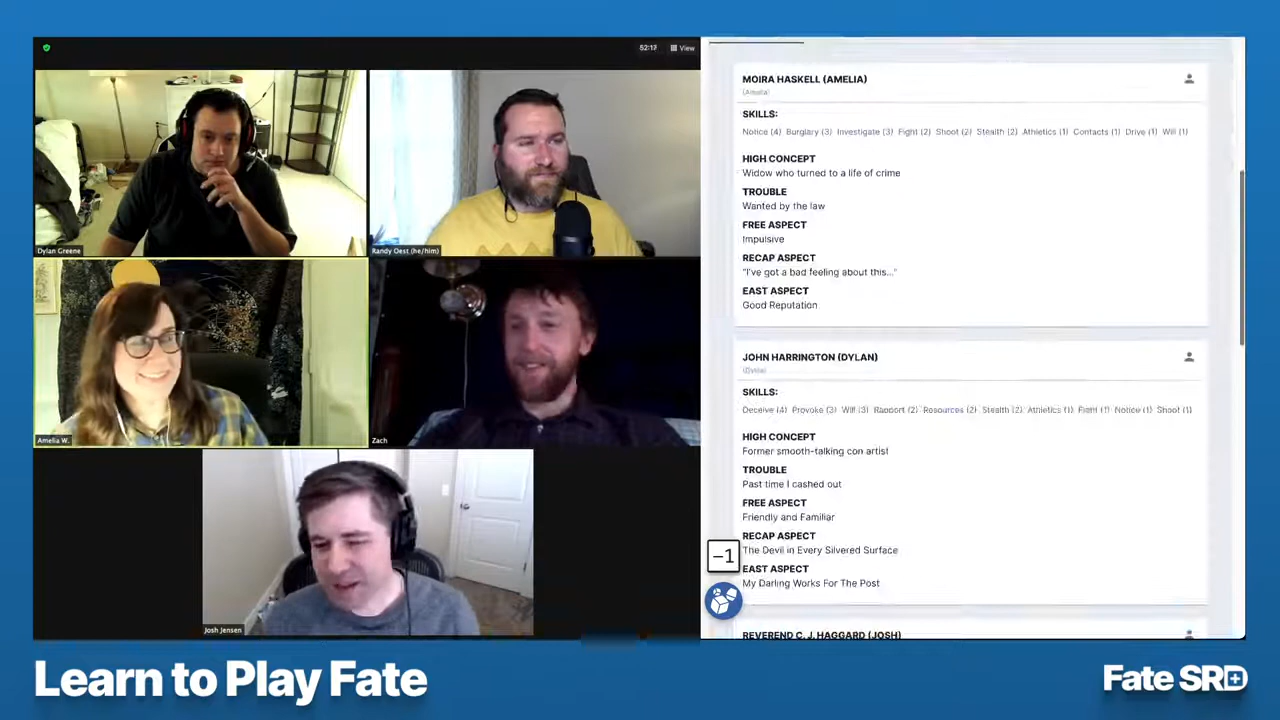 52:17
View
Dylan Greene
Randy Oest (he/him)
Amelia W.
Zach
Josh Jensen
MOIRA HASKELL (AMELIA)
(Amelia)
SKILLS:
Notice (4) Burglary (3) Investigate (3) Fight (2) Shoot (2) Stealth (2) Athletics (1) Contacts (1) Drive (1) Will (1)
HIGH CONCEPT
Widow who turned to a life of crime
TROUBLE
Wanted by the law
FREE ASPECT
Impulsive
RECAP ASPECT
"I've got a bad feeling about this..."
EAST ASPECT
Good Reputation
JOHN HARRINGTON (DYLAN)
(Dylan)
SKILLS:
Deceive (4) Provoke (3) Will (3) Rapport (2) Resources (2) Stealth (2) Athletics (1) Fight (1) Notice (1) Shoot (1)
HIGH CONCEPT
Former smooth-talking con artist
TROUBLE
Past time I cashed out
FREE ASPECT
Friendly and Familiar
RECAP ASPECT
The Devil in Every Silvered Surface
−1
EAST ASPECT
My Darling Works For The Post
REVEREND C. J. HAGGARD (JOSH)
Learn to Play Fate
Fate SRD